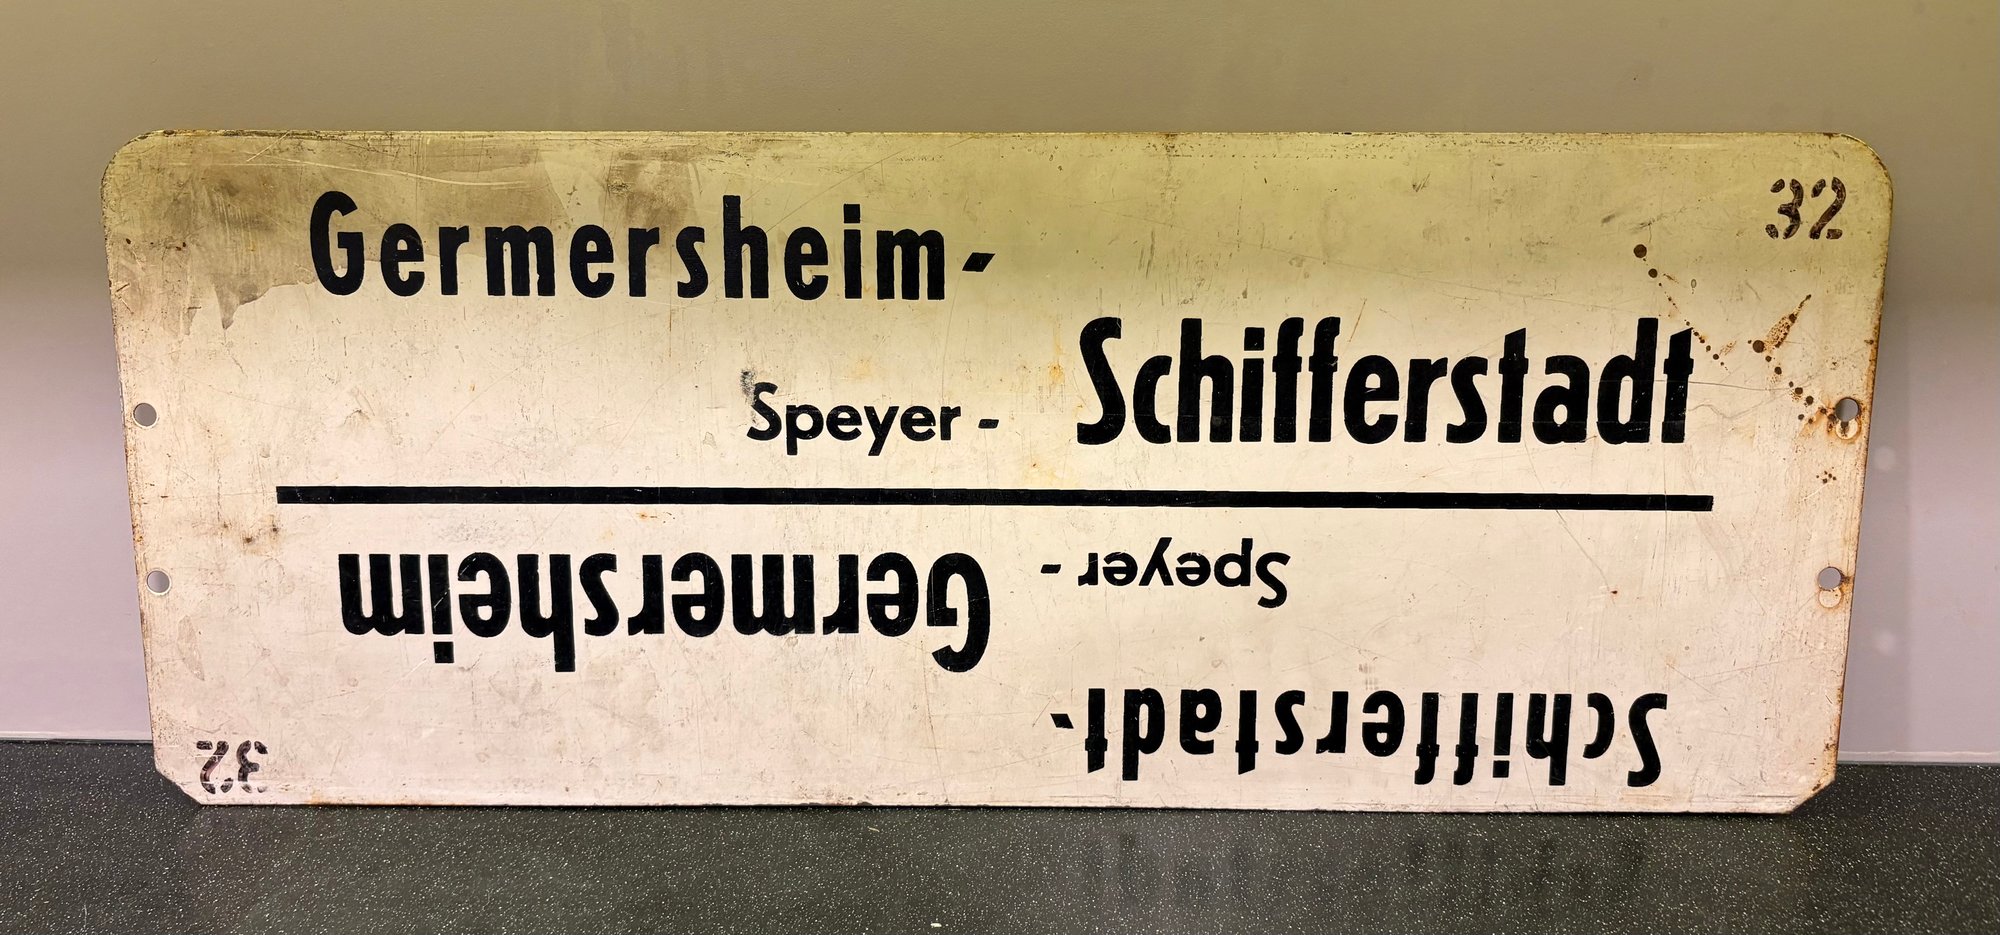 32
Germersheim-
Speyer - Schifferstadt
Schifferstadt-
Speyer - Germersheim
32